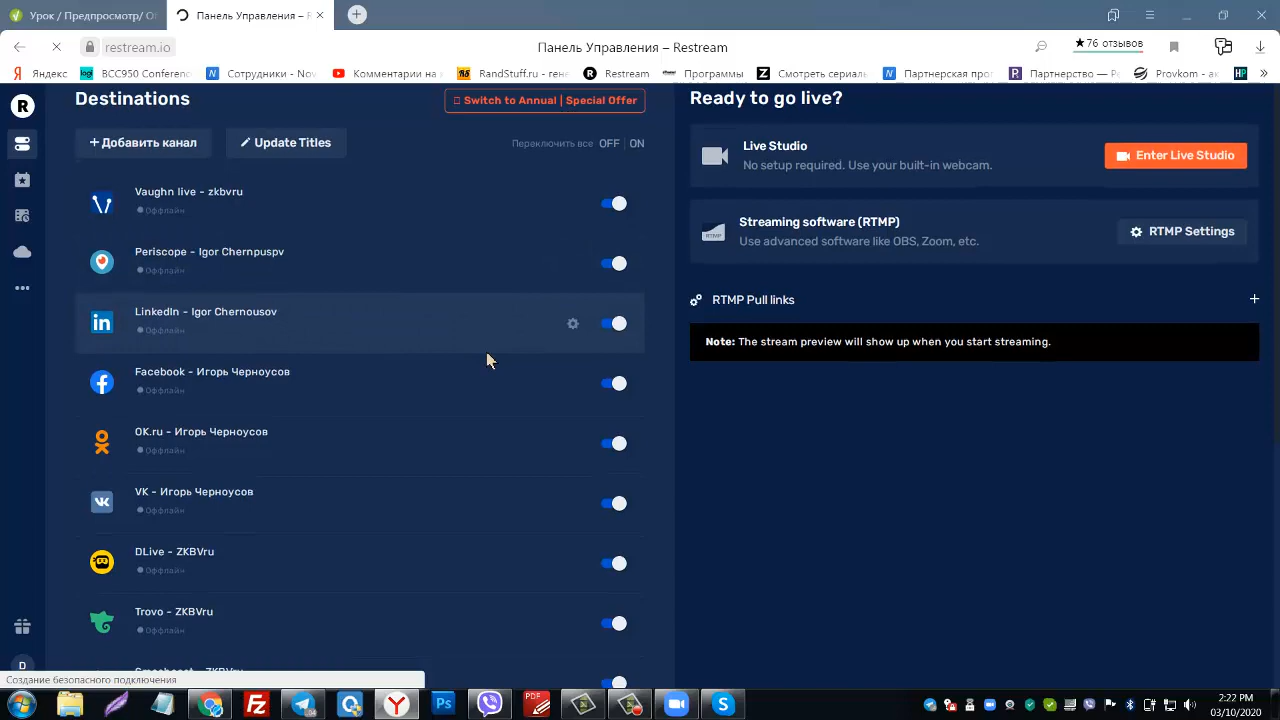 Урок / Предпросмотр/ О
Панель Управления – R
restream.io
Панель Управления – Restream
★76 отзывов
Яндекс
BCC950 Conference
Сотрудники - Nov
Комментарии на к
RandStuff.ru - ген
Restream
Программы
Смотреть сериаль
Партнерская прог
Партнерство — Pe
Provkom - ак
Destinations
Switch to Annual | Special Offer
+ Добавить канал
Update Titles
Переключить все OFF | ON
Vaughn live - zkbvru
Оффлайн
Periscope - Igor Chernpuspv
Оффлайн
LinkedIn - Igor Chernousov
Оффлайн
Facebook - Игорь Черноусов
Оффлайн
OK.ru - Игорь Черноусов
Оффлайн
VK - Игорь Черноусов
Оффлайн
DLive - ZKBVru
Оффлайн
Trovo - ZKBVru
Оффлайн
Ready to go live?
Live Studio
No setup required. Use your built-in webcam.
Enter Live Studio
Streaming software (RTMP)
Use advanced software like OBS, Zoom, etc.
RTMP Settings
RTMP Pull links
Note: The stream preview will show up when you start streaming.
D
Создание безопасного подключения
2:22 PM
03/10/2020